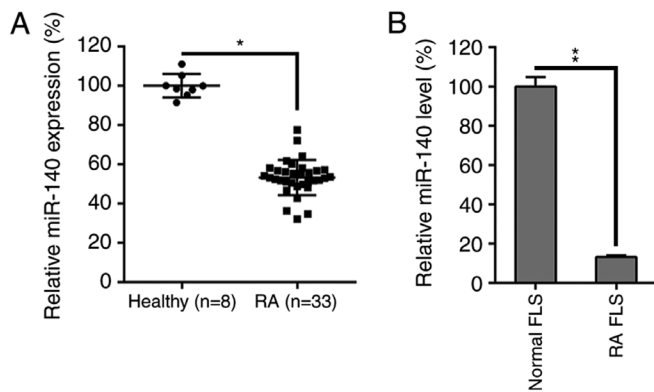 A
Relative miR-140 expression (%)
120
100
80
60
40
20
0
*
Healthy (n=8)
RA (n=33)
B
Relative miR-140 level (%)
120
100
80
60
40
20
0
**
Normal FLS
RA FLS